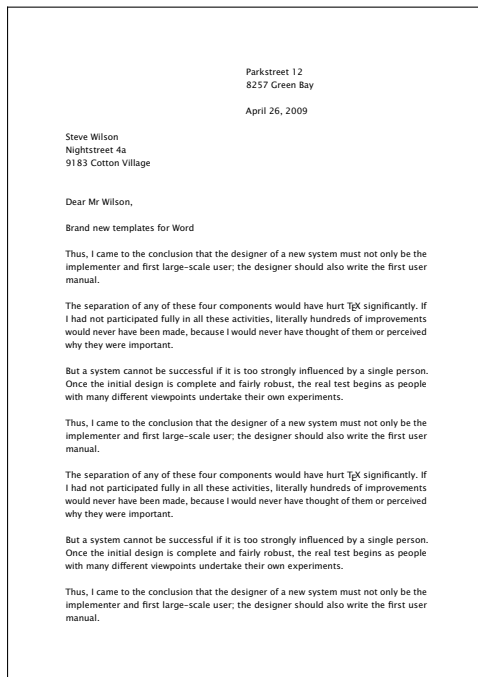 Parkstreet 12
8257 Green Bay
April 26, 2009
Steve Wilson
Nightstreet 4a
9183 Cotton Village
Dear Mr Wilson,
Brand new templates for Word
Thus, I came to the conclusion that the designer of a new system must not only be the
implementer and first large-scale user; the designer should also write the first user
manual.
The separation of any of these four components would have hurt TEX significantly. If
I had not participated fully in all these activities, literally hundreds of improvements
would never have been made, because I would never have thought of them or perceived
why they were important.
But a system cannot be successful if it is too strongly influenced by a single person.
Once the initial design is complete and fairly robust, the real test begins as people
with many different viewpoints undertake their own experiments.
Thus, I came to the conclusion that the designer of a new system must not only be the
implementer and first large-scale user; the designer should also write the first user
manual.
The separation of any of these four components would have hurt TEX significantly. If
I had not participated fully in all these activities, literally hundreds of improvements
would never have been made, because I would never have thought of them or perceived
why they were important.
But a system cannot be successful if it is too strongly influenced by a single person.
Once the initial design is complete and fairly robust, the real test begins as people
with many different viewpoints undertake their own experiments.
Thus, I came to the conclusion that the designer of a new system must not only be the
implementer and first large-scale user; the designer should also write the first user
manual.